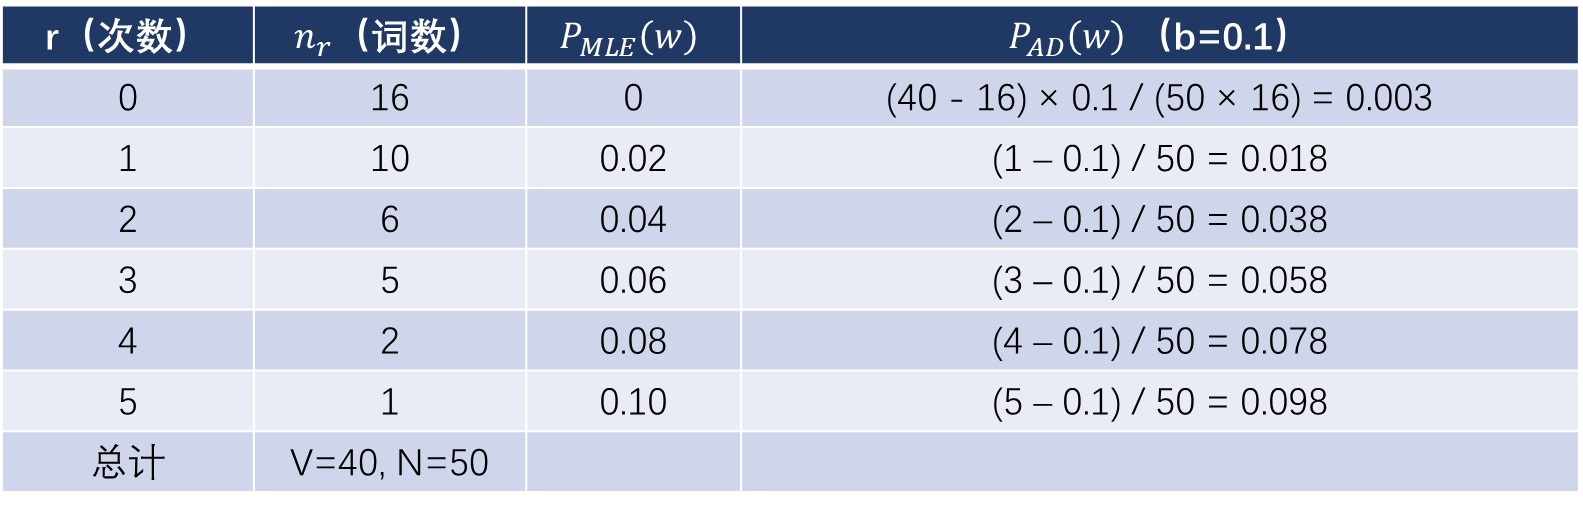 r（次数） n_r（词数） P_MLE(w) P_AD(w)（b=0.1）
0 16 0 (40 - 16) × 0.1 / (50 × 16) = 0.003
1 10 0.02 (1 – 0.1) / 50 = 0.018
2 6 0.04 (2 – 0.1) / 50 = 0.038
3 5 0.06 (3 – 0.1) / 50 = 0.058
4 2 0.08 (4 – 0.1) / 50 = 0.078
5 1 0.10 (5 – 0.1) / 50 = 0.098
总计 V=40, N=50